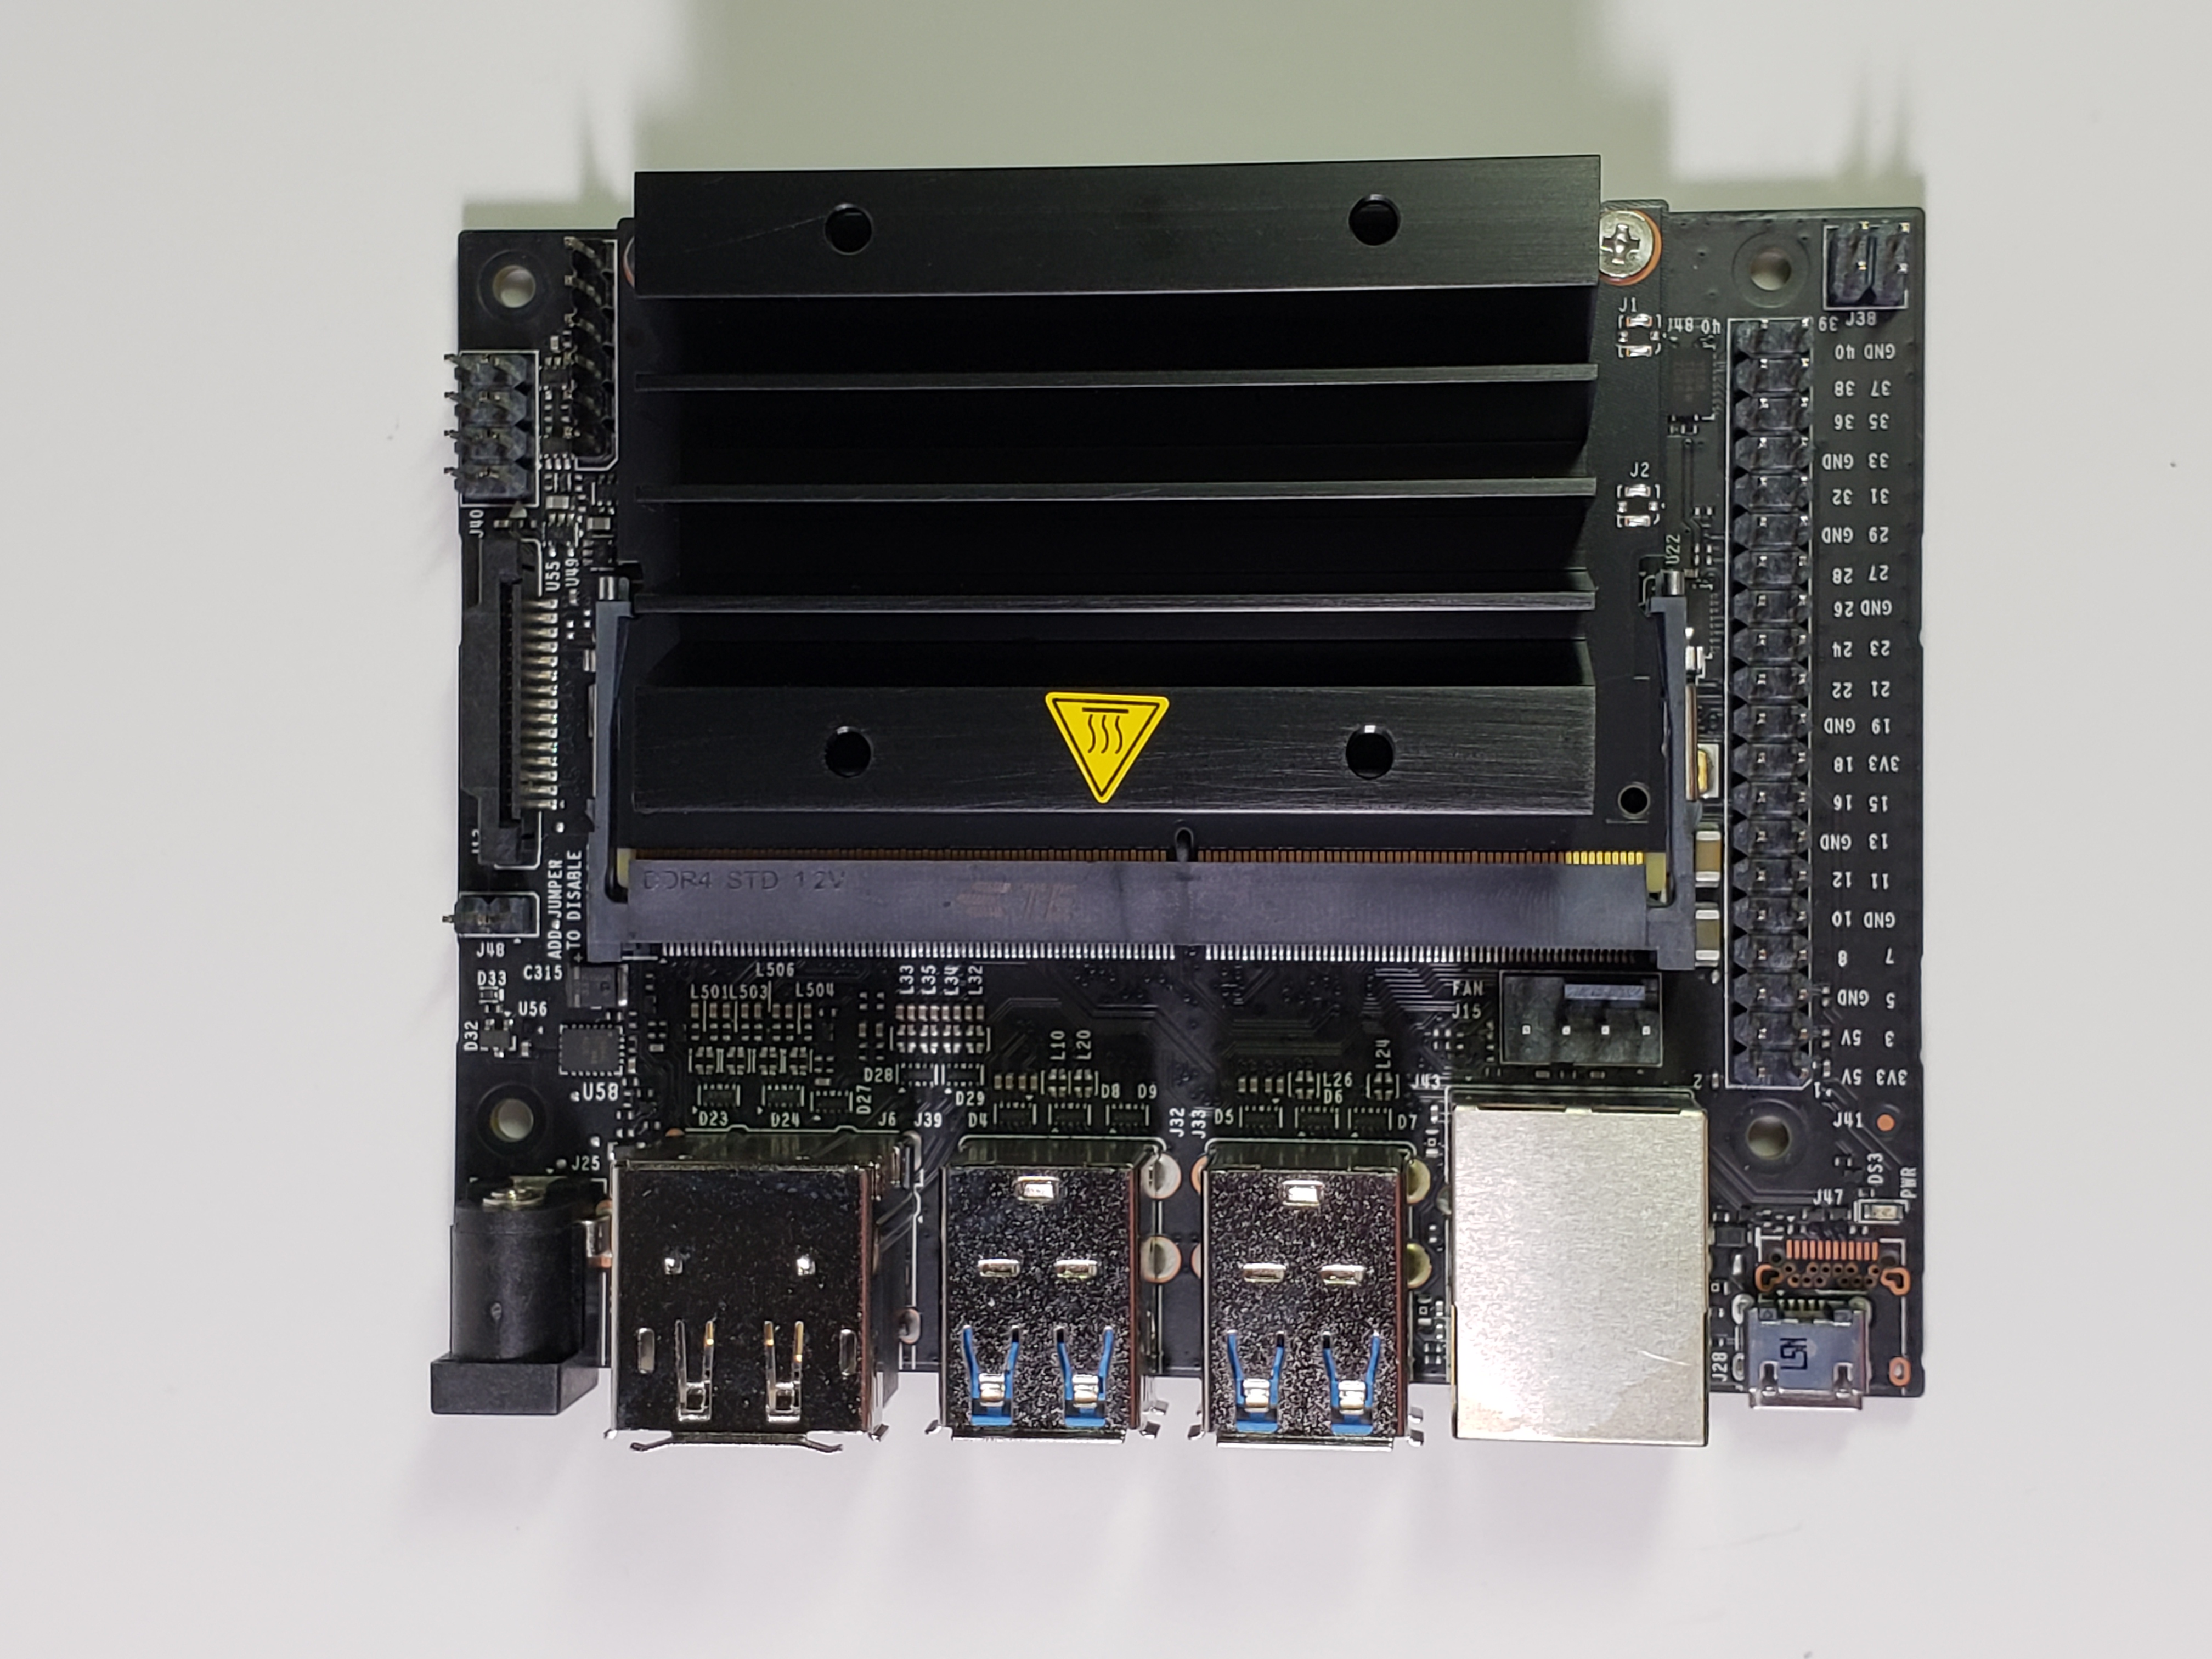 J38
39
40
J48
GND 40
38 37
36 35
GND 33
32 31
GND 29
28 27
GND 26
24 23
22 21
GND 19
3V3 18
16 15
GND 13
12 11
GND 10
8 7
GND 5
5V 3
5V 3V3
2
1
J1
J2
U22
J40
U55
U49
ADD JUMPER
TO DISABLE
J48
DDR4 STD 1.2V
D33
C315
U56
D32
U58
L506
L501
L503
L504
L33
L35
L34
L32
FAN
J15
D28
D29
D27
L10
L20
L26
L24
J43
D23
D24
J6
J39
D4
D8
D9
J32
J33
D5
D6
D7
J41
J25
DS3
PWR
J47
J28